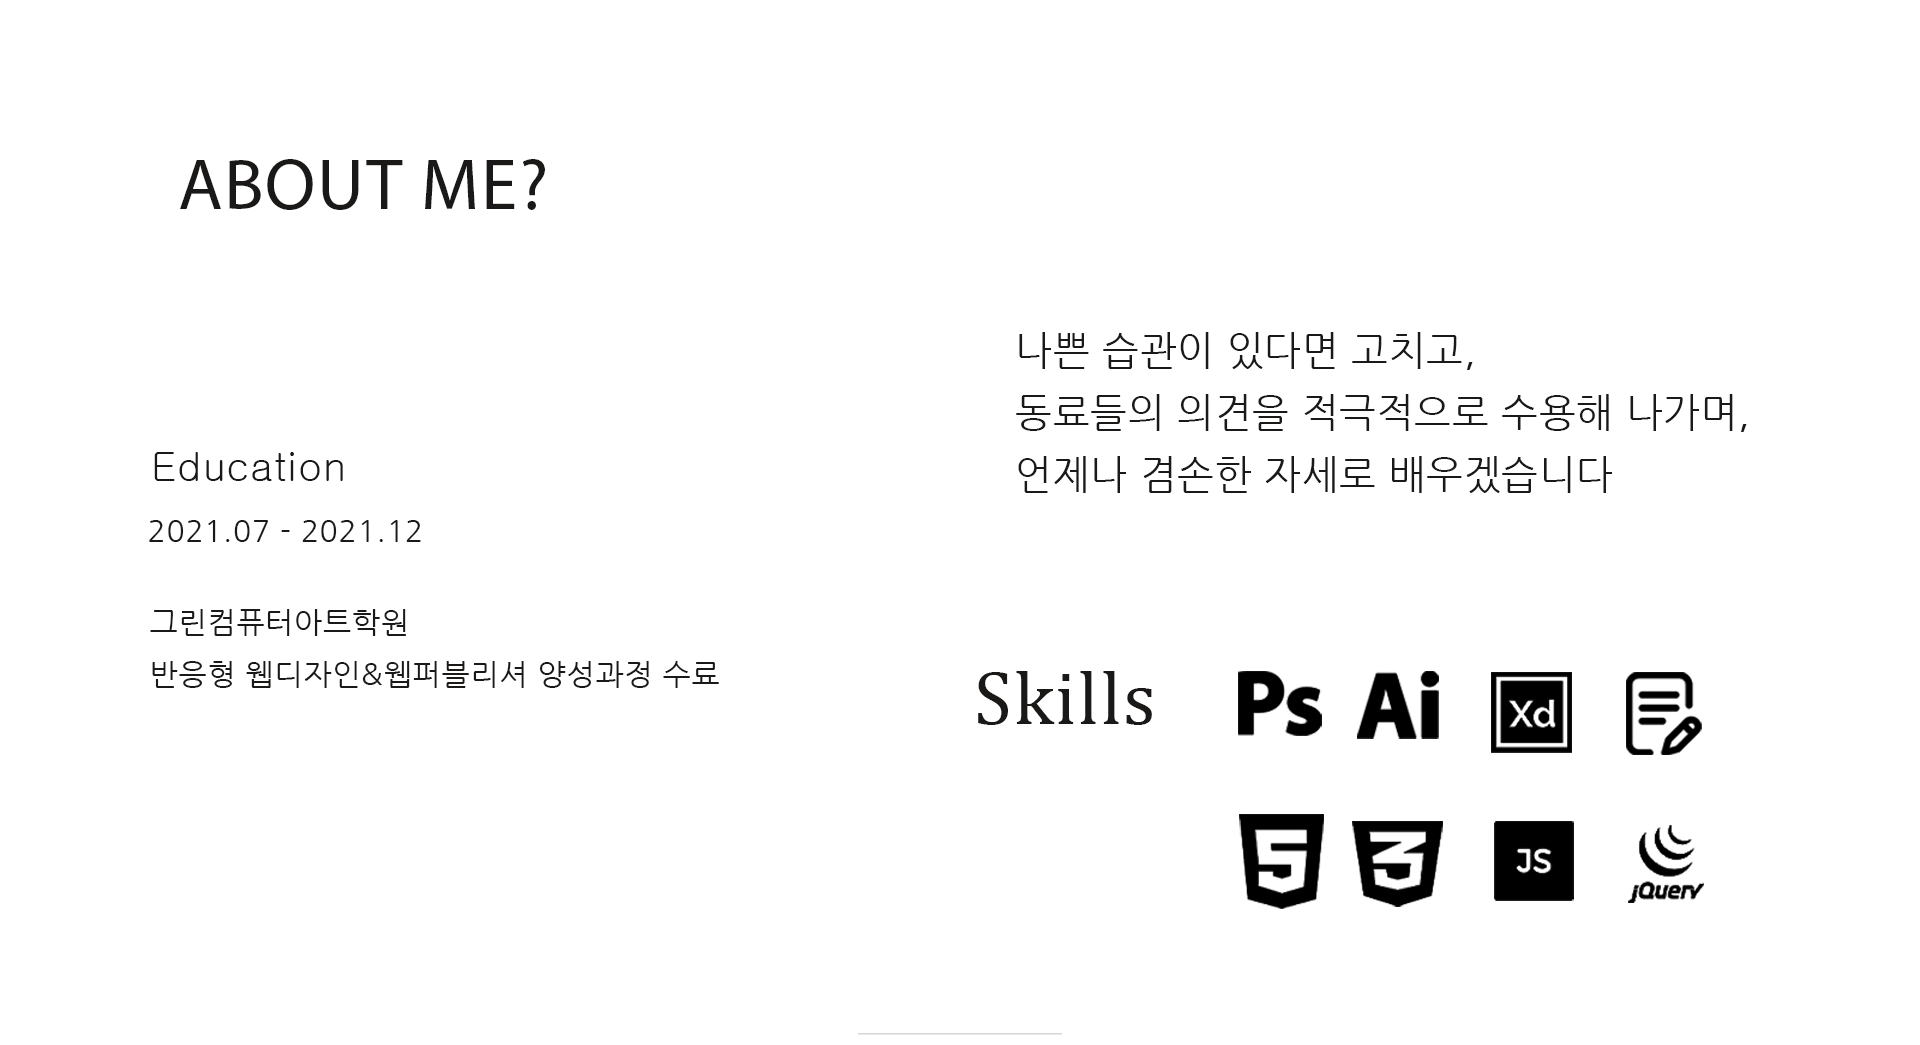 ABOUT ME?
Education
2021.07 - 2021.12
그린컴퓨터아트학원
반응형 웹디자인&웹퍼블리셔 양성과정 수료
나쁜 습관이 있다면 고치고,
동료들의 의견을 적극적으로 수용해 나가며,
언제나 겸손한 자세로 배우겠습니다
Skills
Ps Ai Xd
5 3 JS jQuery